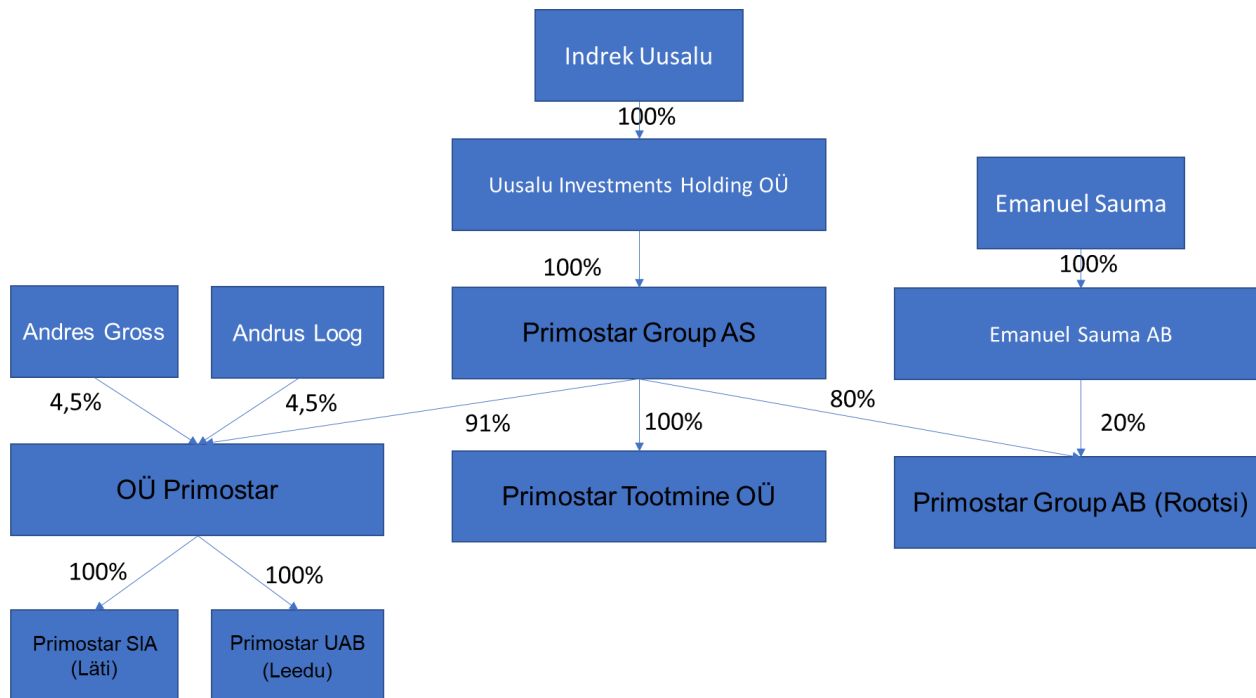 Indrek Uusalu
100%
Uusalu Investments Holding OÜ
Emanuel Sauma
100%
100%
Andres Gross
Andrus Loog
Primostar Group AS
Emanuel Sauma AB
4,5%
4,5%
91%
100%
80%
20%
OÜ Primostar
Primostar Tootmine OÜ
Primostar Group AB (Rootsi)
100%
100%
Primostar SIA
(Läti)
Primostar UAB
(Leedu)